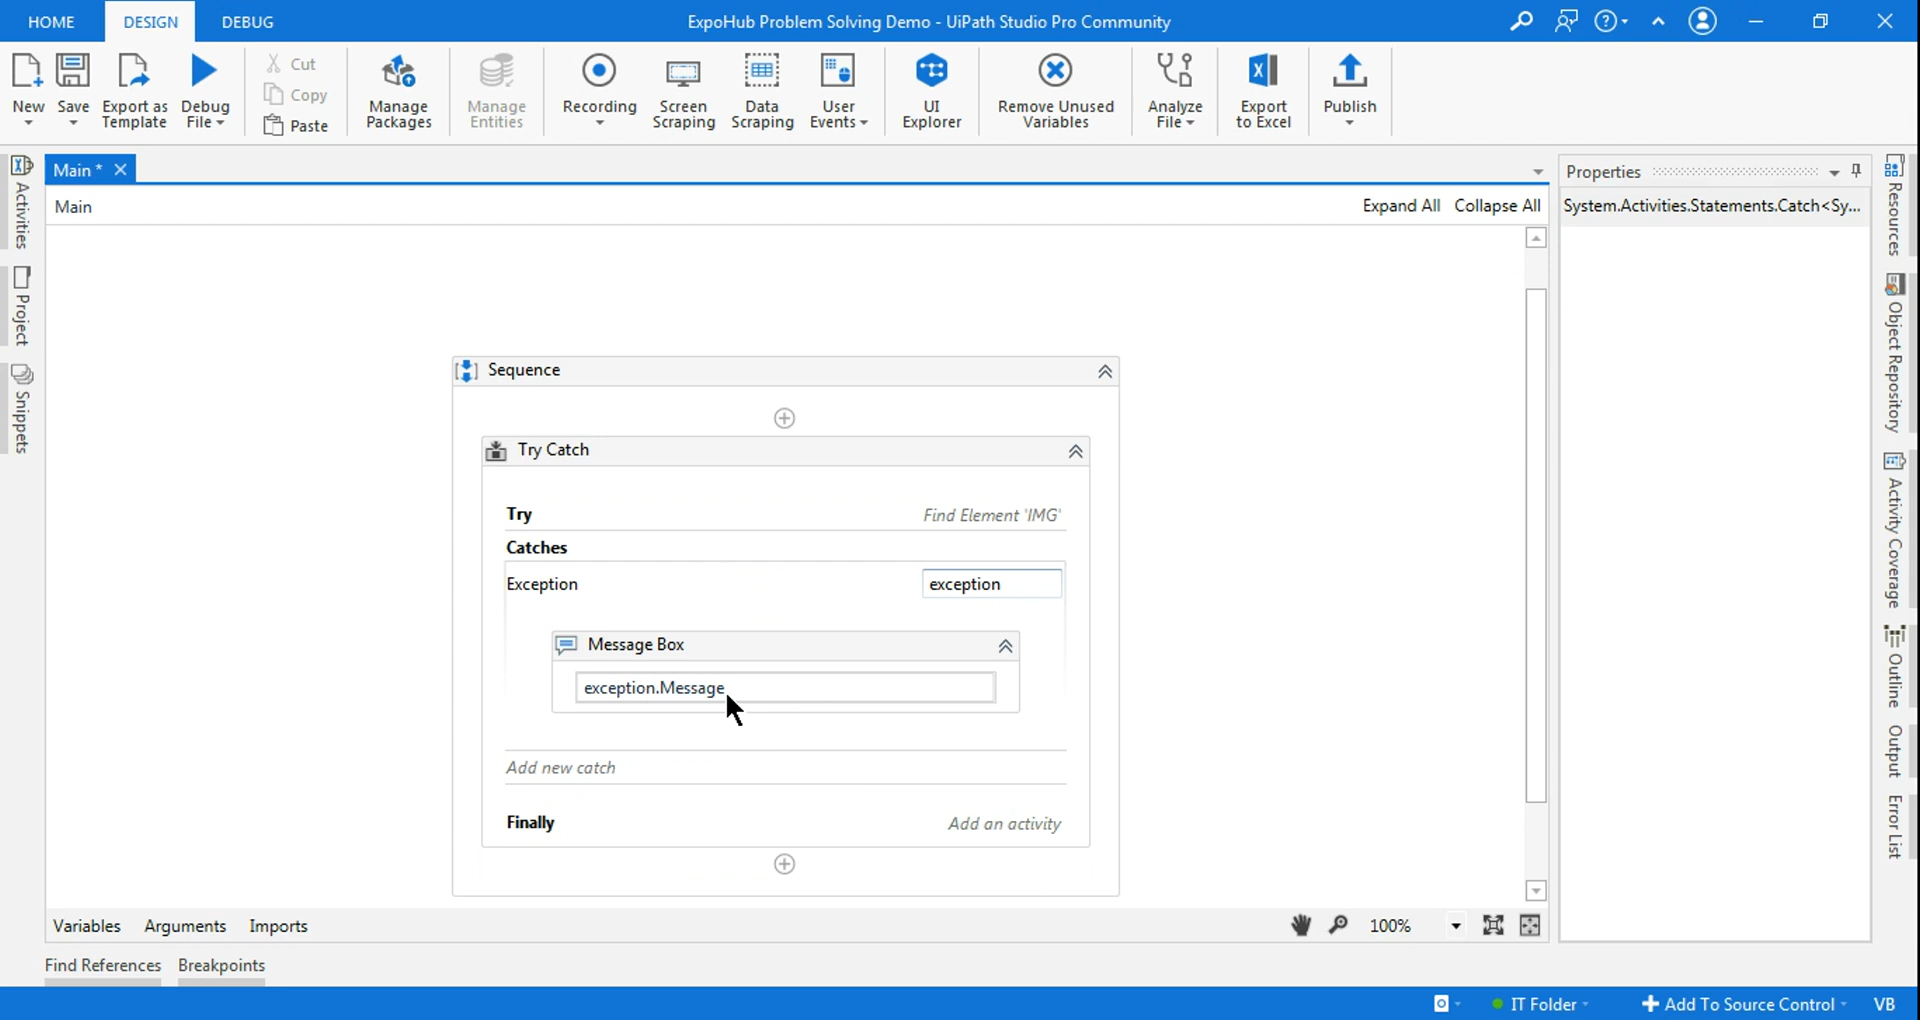 HOME DESIGN DEBUG ExpoHub Problem Solving Demo - UiPath Studio Pro Community
New Save Export as Template Debug File Cut Copy Paste Manage Packages Manage Entities Recording Screen Scraping Data Scraping User Events UI Explorer Remove Unused Variables Analyze File Export to Excel Publish
Main * Properties
Main Expand All Collapse All System.Activities.Statements.Catch<Sy...
Activities
Project
Snippets
Sequence
Try Catch
Try Find Element 'IMG'
Catches
Exception exception
Message Box
exception.Message
Add new catch
Finally Add an activity
Resources
Object Repository
Activity Coverage
Outline
Output
Error List
Variables Arguments Imports 100%
Find References Breakpoints
IT Folder Add To Source Control VB